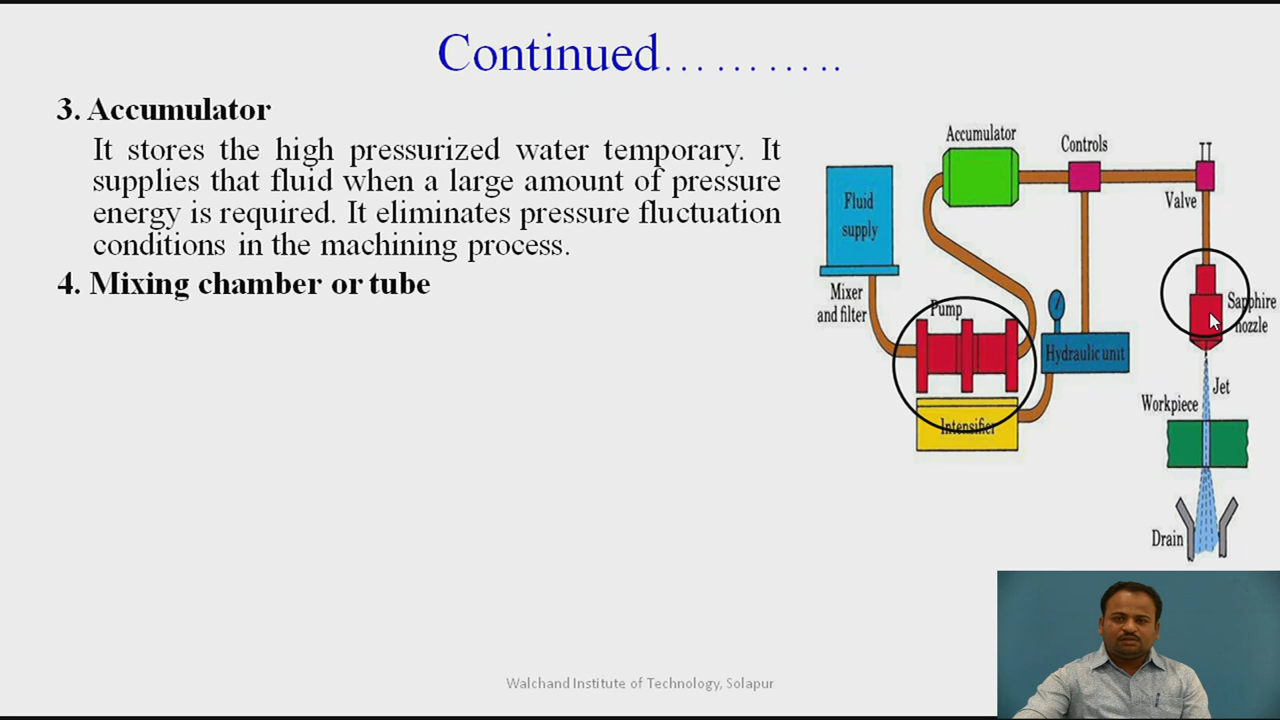 Continued………..
3. Accumulator
It stores the high pressurized water temporary. It
supplies that fluid when a large amount of pressure
energy is required. It eliminates pressure fluctuation
conditions in the machining process.
4. Mixing chamber or tube
Accumulator
Controls
Fluid
supply
Valve
Mixer
and filter
Pump
Sapphire
nozzle
Hydraulic unit
Jet
Workpiece
Intensifier
Drain
Walchand Institute of Technology, Solapur